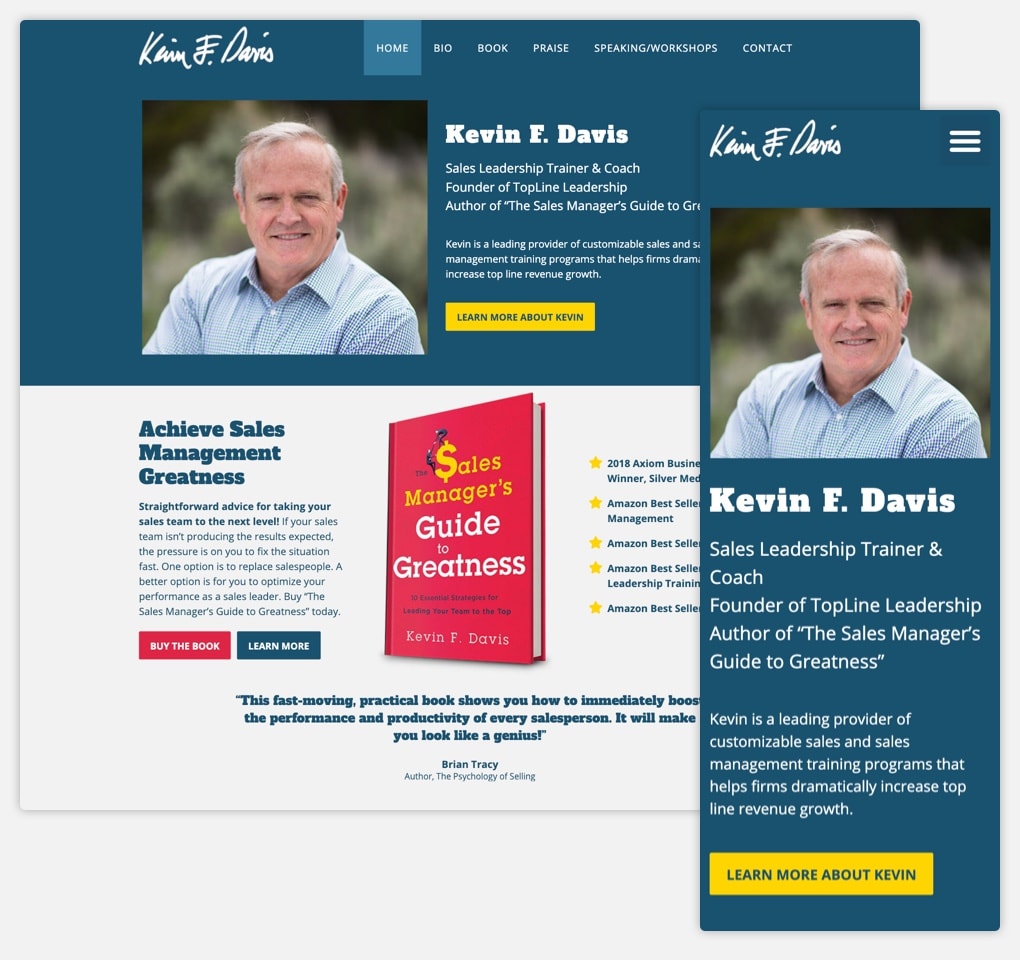 Kevin F. Davis
HOME BIO BOOK PRAISE SPEAKING/WORKSHOPS CONTACT
Kevin F. Davis
Sales Leadership Trainer & Coach
Founder of TopLine Leadership
Author of “The Sales Manager’s Guide to Gre
Kevin is a leading provider of customizable sales and sa
management training programs that helps firms drama
increase top line revenue growth.
LEARN MORE ABOUT KEVIN
Achieve Sales
Management
Greatness
Straightforward advice for taking your
sales team to the next level! If your sales
team isn’t producing the results expected,
the pressure is on you to fix the situation
fast. One option is to replace salespeople. A
better option is for you to optimize your
performance as a sales leader. Buy “The
Sales Manager’s Guide to Greatness” today.
BUY THE BOOK LEARN MORE
The $ales
Manager’s
Guide
to
Greatness
10 Essential Strategies for
Leading Your Team to the Top
Kevin F. Davis
2018 Axiom Busine
Winner, Silver Med
Amazon Best Seller
Management
Amazon Best Seller
Amazon Best Seller
Leadership Trainin
Amazon Best Seller
“This fast-moving, practical book shows you how to immediately boos
the performance and productivity of every salesperson. It will make
you look like a genius!”
Brian Tracy
Author, The Psychology of Selling
Kevin F. Davis
Kevin F. Davis
Sales Leadership Trainer &
Coach
Founder of TopLine Leadership
Author of “The Sales Manager’s
Guide to Greatness”
Kevin is a leading provider of
customizable sales and sales
management training programs that
helps firms dramatically increase top
line revenue growth.
LEARN MORE ABOUT KEVIN